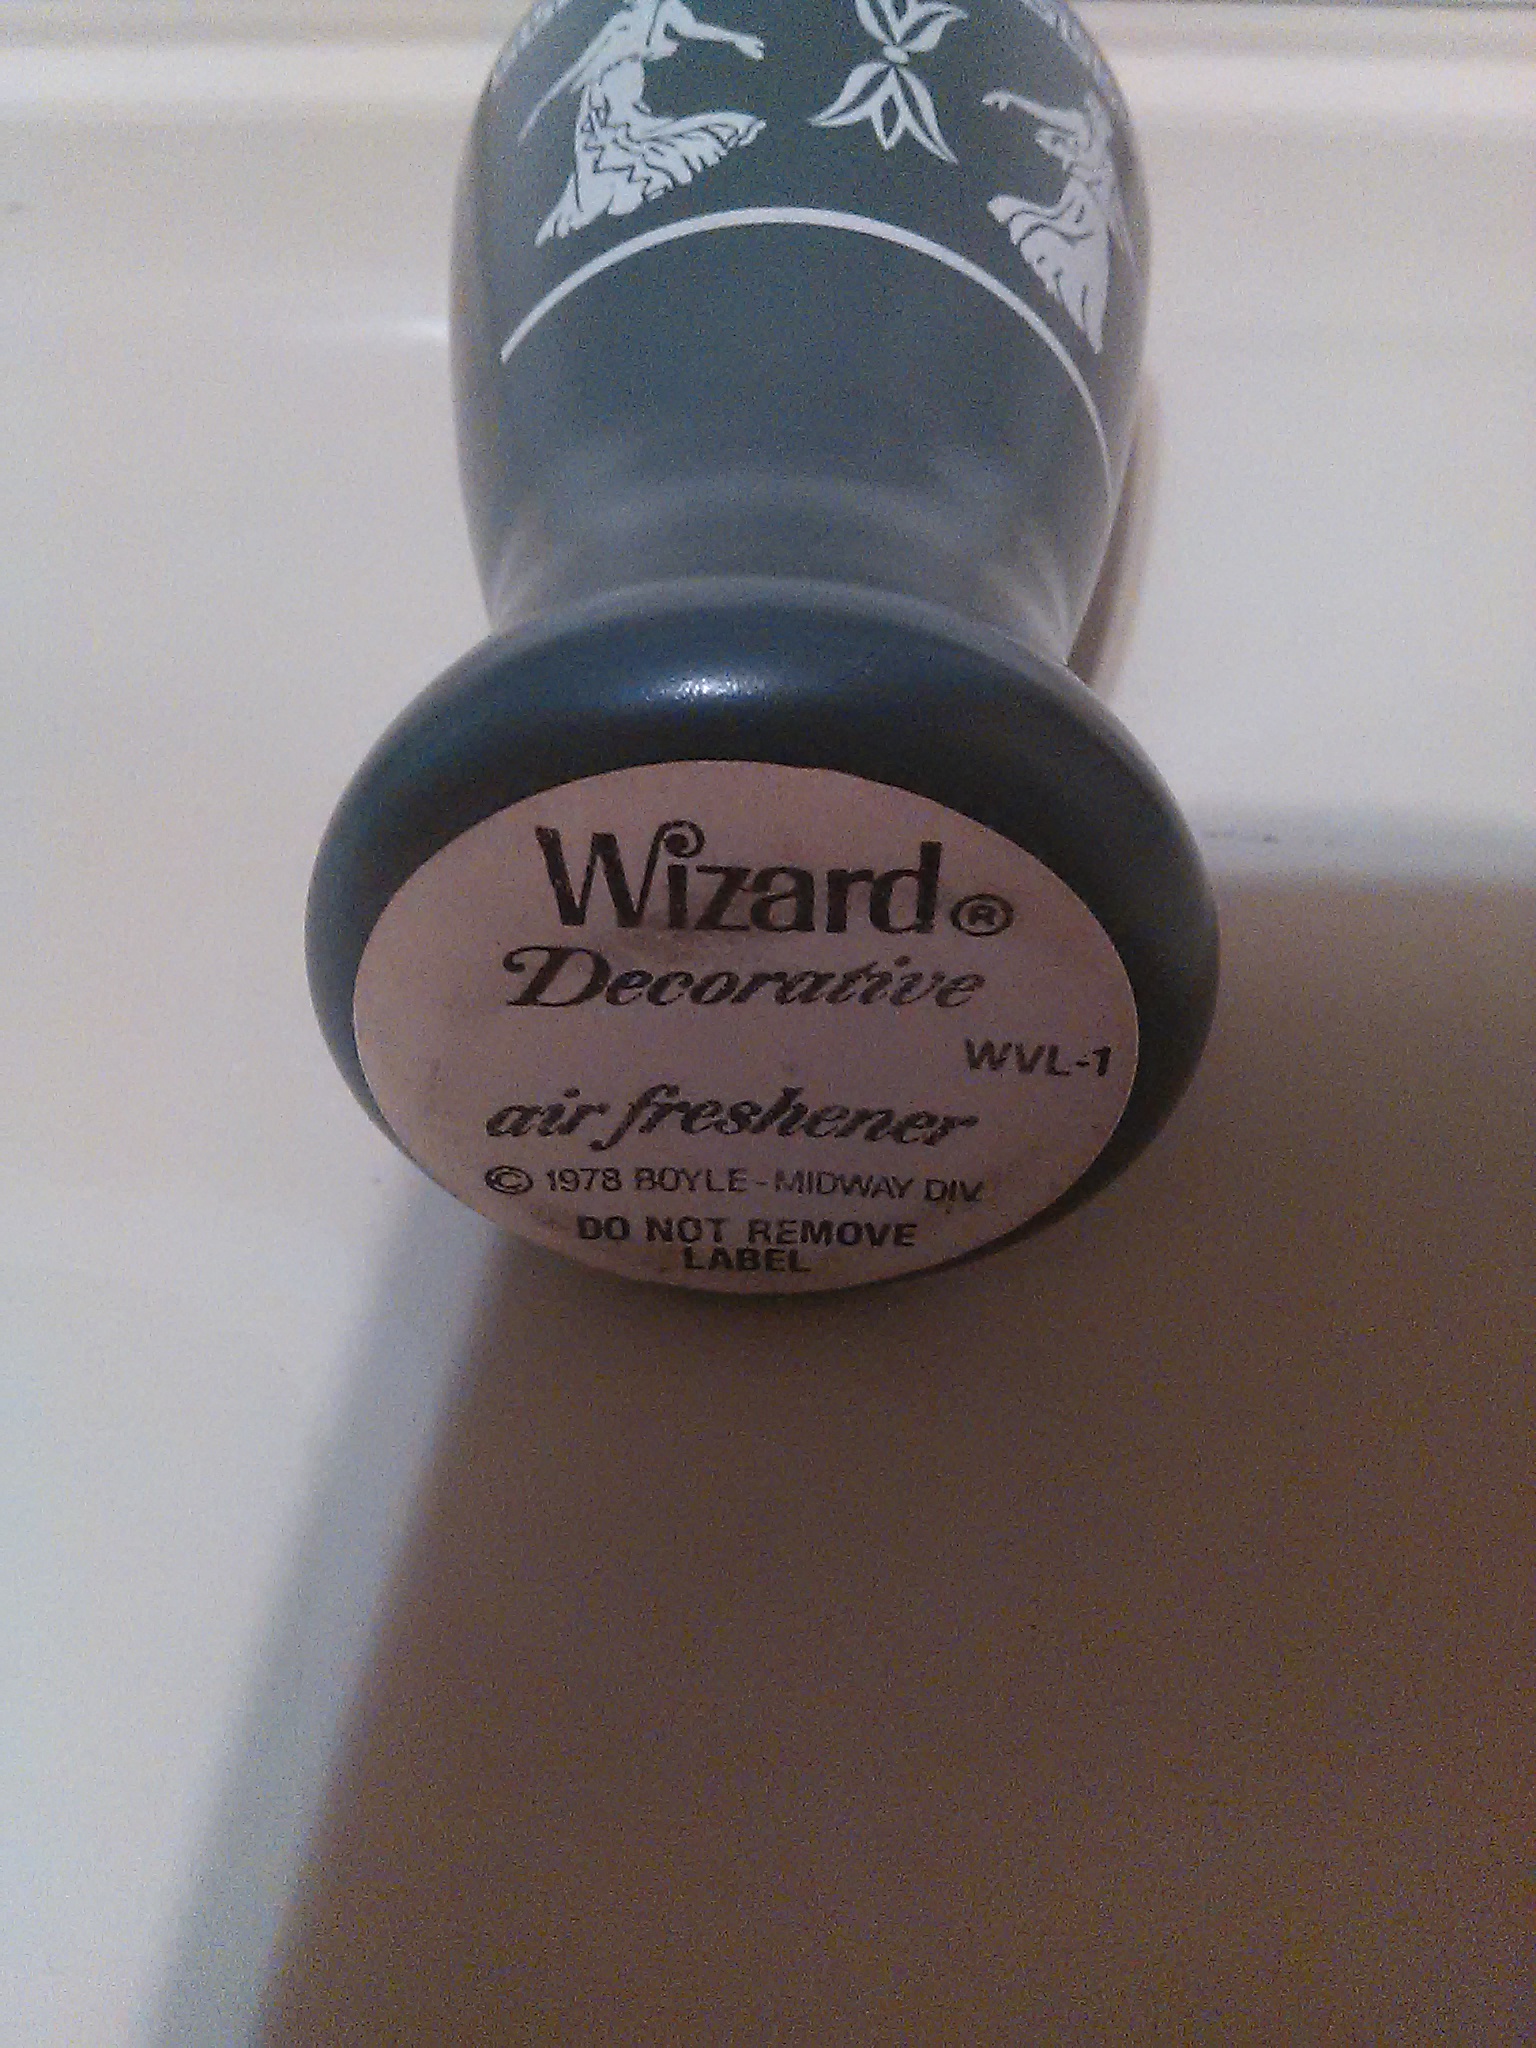 Wizard®
Decorative
WVL-1
air freshener
© 1978 BOYLE-MIDWAY DIV.
DO NOT REMOVE
LABEL